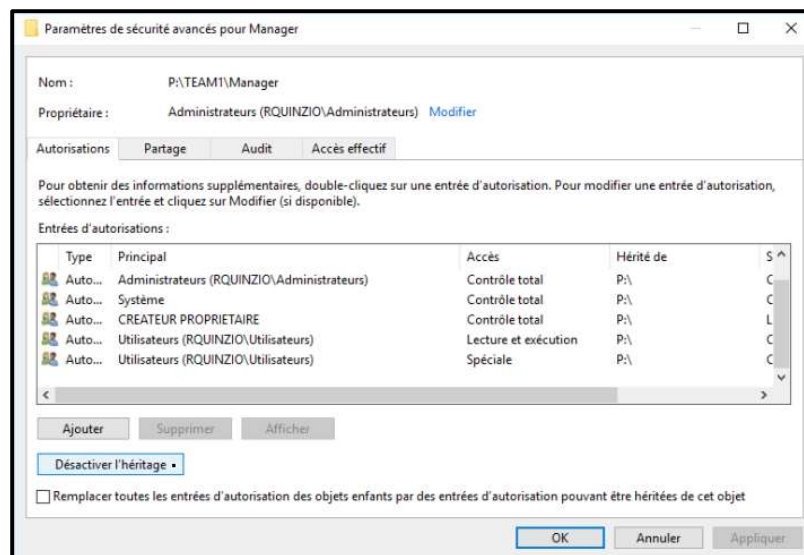 Paramètres de sécurité avancés pour Manager
Nom : P:\TEAM1\Manager
Propriétaire : Administrateurs (RQUINZIO\Administrateurs) Modifier
Autorisations Partage Audit Accès effectif
Pour obtenir des informations supplémentaires, double-cliquez sur une entrée d'autorisation. Pour modifier une entrée d'autorisation,
sélectionnez l'entrée et cliquez sur Modifier (si disponible).
Entrées d'autorisations :
Type Principal Accès Hérité de S
Auto... Administrateurs (RQUINZIO\Administrateurs) Contrôle total P:\ C
Auto... Système Contrôle total P:\ C
Auto... CREATEUR PROPRIETAIRE Contrôle total P:\ L
Auto... Utilisateurs (RQUINZIO\Utilisateurs) Lecture et exécution P:\ C
Auto... Utilisateurs (RQUINZIO\Utilisateurs) Spéciale P:\ C
Ajouter Supprimer Afficher
Désactiver l'héritage
Remplacer toutes les entrées d'autorisation des objets enfants par des entrées d'autorisation pouvant être héritées de cet objet
OK Annuler Appliquer